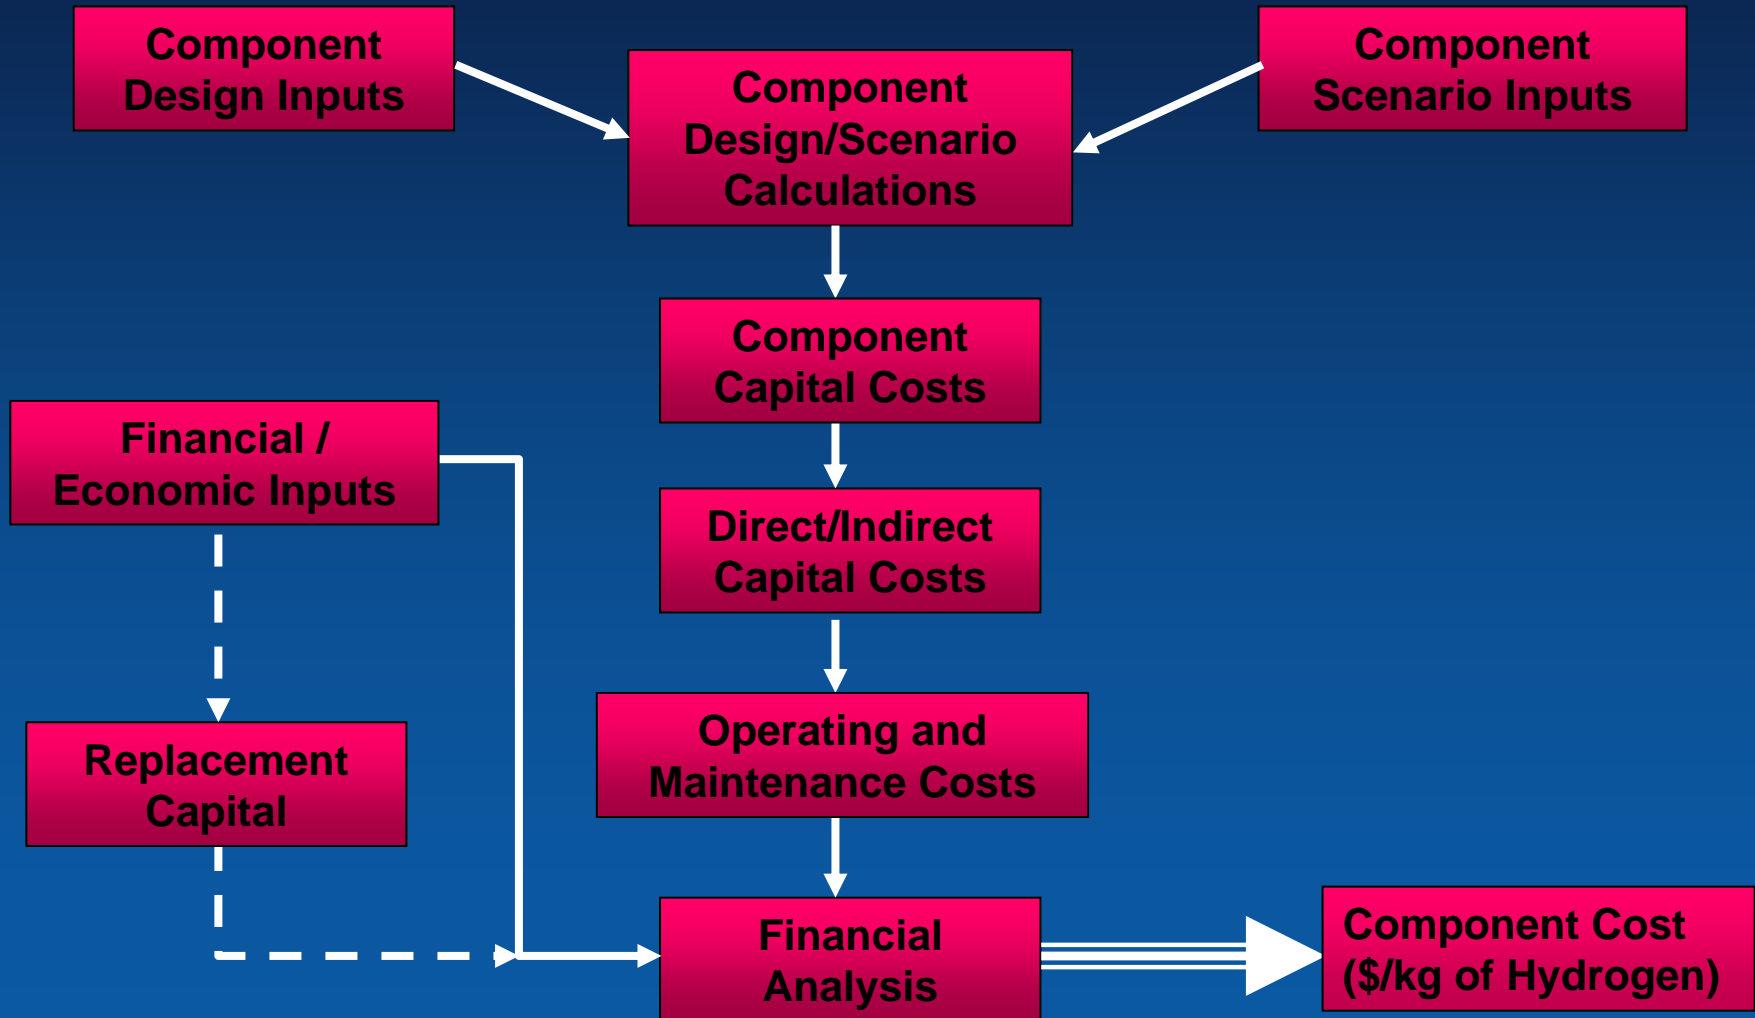 Component
Design Inputs
Component
Design/Scenario
Calculations
Component
Scenario Inputs
Component
Capital Costs
Financial /
Economic Inputs
Direct/Indirect
Capital Costs
Replacement
Capital
Operating and
Maintenance Costs
Financial
Analysis
Component Cost
($/kg of Hydrogen)